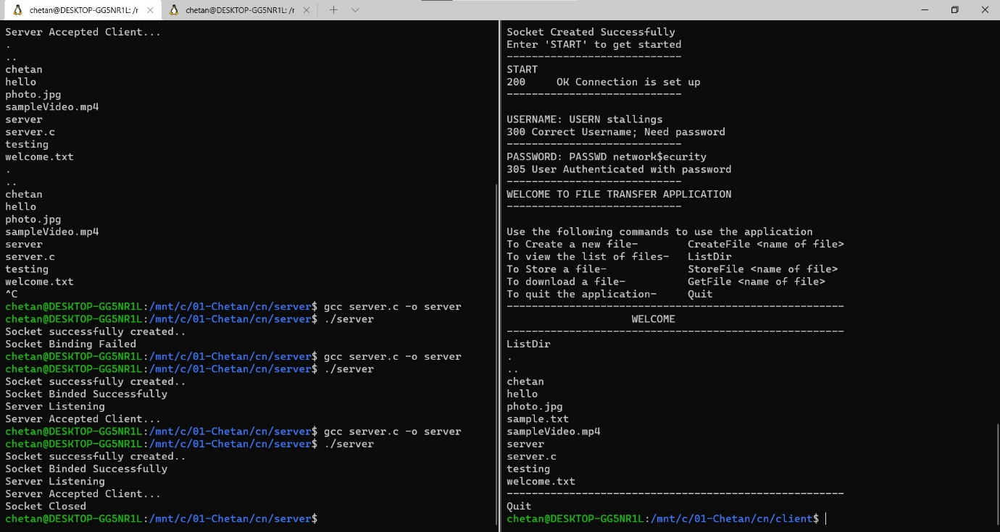 chetan@DESKTOP-GG5NR1L: /r
chetan@DESKTOP-GG5NR1L: /r
Server Accepted Client...
.
..
chetan
hello
photo.jpg
sampleVideo.mp4
server
server.c
testing
welcome.txt
.
..
chetan
hello
photo.jpg
sampleVideo.mp4
server
server.c
testing
welcome.txt
^C
chetan@DESKTOP-GG5NR1L:/mnt/c/01-Chetan/cn/server$ gcc server.c -o server
chetan@DESKTOP-GG5NR1L:/mnt/c/01-Chetan/cn/server$ ./server
Socket successfully created..
Socket Binding Failed
chetan@DESKTOP-GG5NR1L:/mnt/c/01-Chetan/cn/server$ gcc server.c -o server
chetan@DESKTOP-GG5NR1L:/mnt/c/01-Chetan/cn/server$ ./server
Socket successfully created..
Socket Binded Successfully
Server Listening
Server Accepted Client...
chetan@DESKTOP-GG5NR1L:/mnt/c/01-Chetan/cn/server$ gcc server.c -o server
chetan@DESKTOP-GG5NR1L:/mnt/c/01-Chetan/cn/server$ ./server
Socket successfully created..
Socket Binded Successfully
Server Listening
Server Accepted Client...
Socket Closed
chetan@DESKTOP-GG5NR1L:/mnt/c/01-Chetan/cn/server$
Socket Created Successfully
Enter 'START' to get started
----------------------------
START
200     OK Connection is set up
----------------------------
USERNAME: USERN stallings
300 Correct Username; Need password
----------------------------
PASSWORD: PASSWD network$ecurity
305 User Authenticated with password
----------------------------
WELCOME TO FILE TRANSFER APPLICATION
----------------------------
Use the following commands to use the application
To Create a new file-        CreateFile <name of file>
To view the list of files-   ListDir
To Store a file-             StoreFile <name of file>
To download a file-          GetFile <name of file>
To quit the application-     Quit
------------------------------------------------------
WELCOME
------------------------------------------------------
ListDir
.
..
chetan
hello
photo.jpg
sample.txt
sampleVideo.mp4
server
server.c
testing
welcome.txt
------------------------------------------------------
Quit
chetan@DESKTOP-GG5NR1L:/mnt/c/01-Chetan/cn/client$